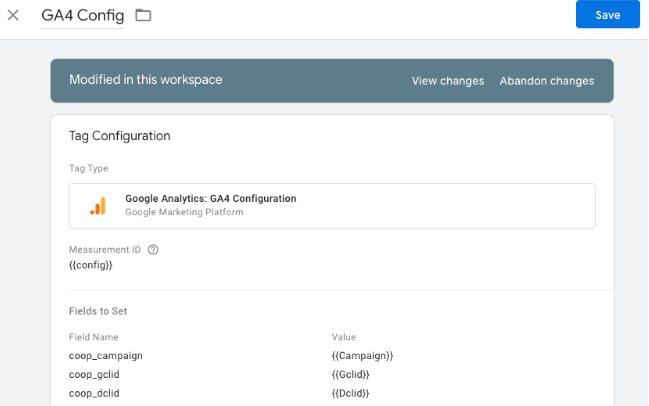 GA4 Config
Save
Modified in this workspace
View changes
Abandon changes
Tag Configuration
Tag Type
Google Analytics: GA4 Configuration
Google Marketing Platform
Measurement ID
{{config}}
Fields to Set
Field Name Value
coop_campaign {{Campaign}}
coop_gclid {{Gclid}}
coop_dclid {{Dclid}}